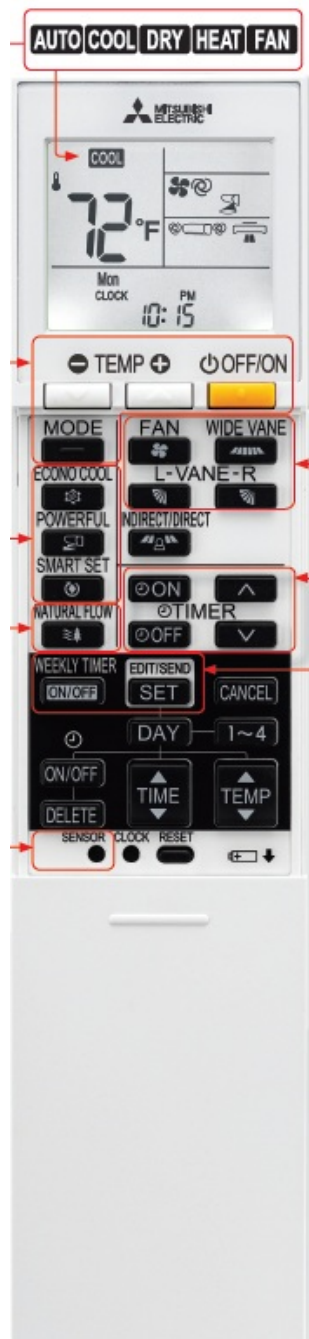 AUTO COOL DRY HEAT FAN
MITSUBISHI
ELECTRIC
COOL
72°F
Mon
CLOCK
PM
10:15
TEMP OFF/ON
MODE FAN WIDE VANE
ECONO COOL L-VANE-R
POWERFUL INDIRECT/DIRECT
SMART SET
ON
TIMER
NATURAL FLOW OFF
WEEKLY TIMER EDIT/SEND
ON/OFF SET CANCEL
DAY 1~4
ON/OFF TIME TEMP
DELETE
SENSOR CLOCK RESET